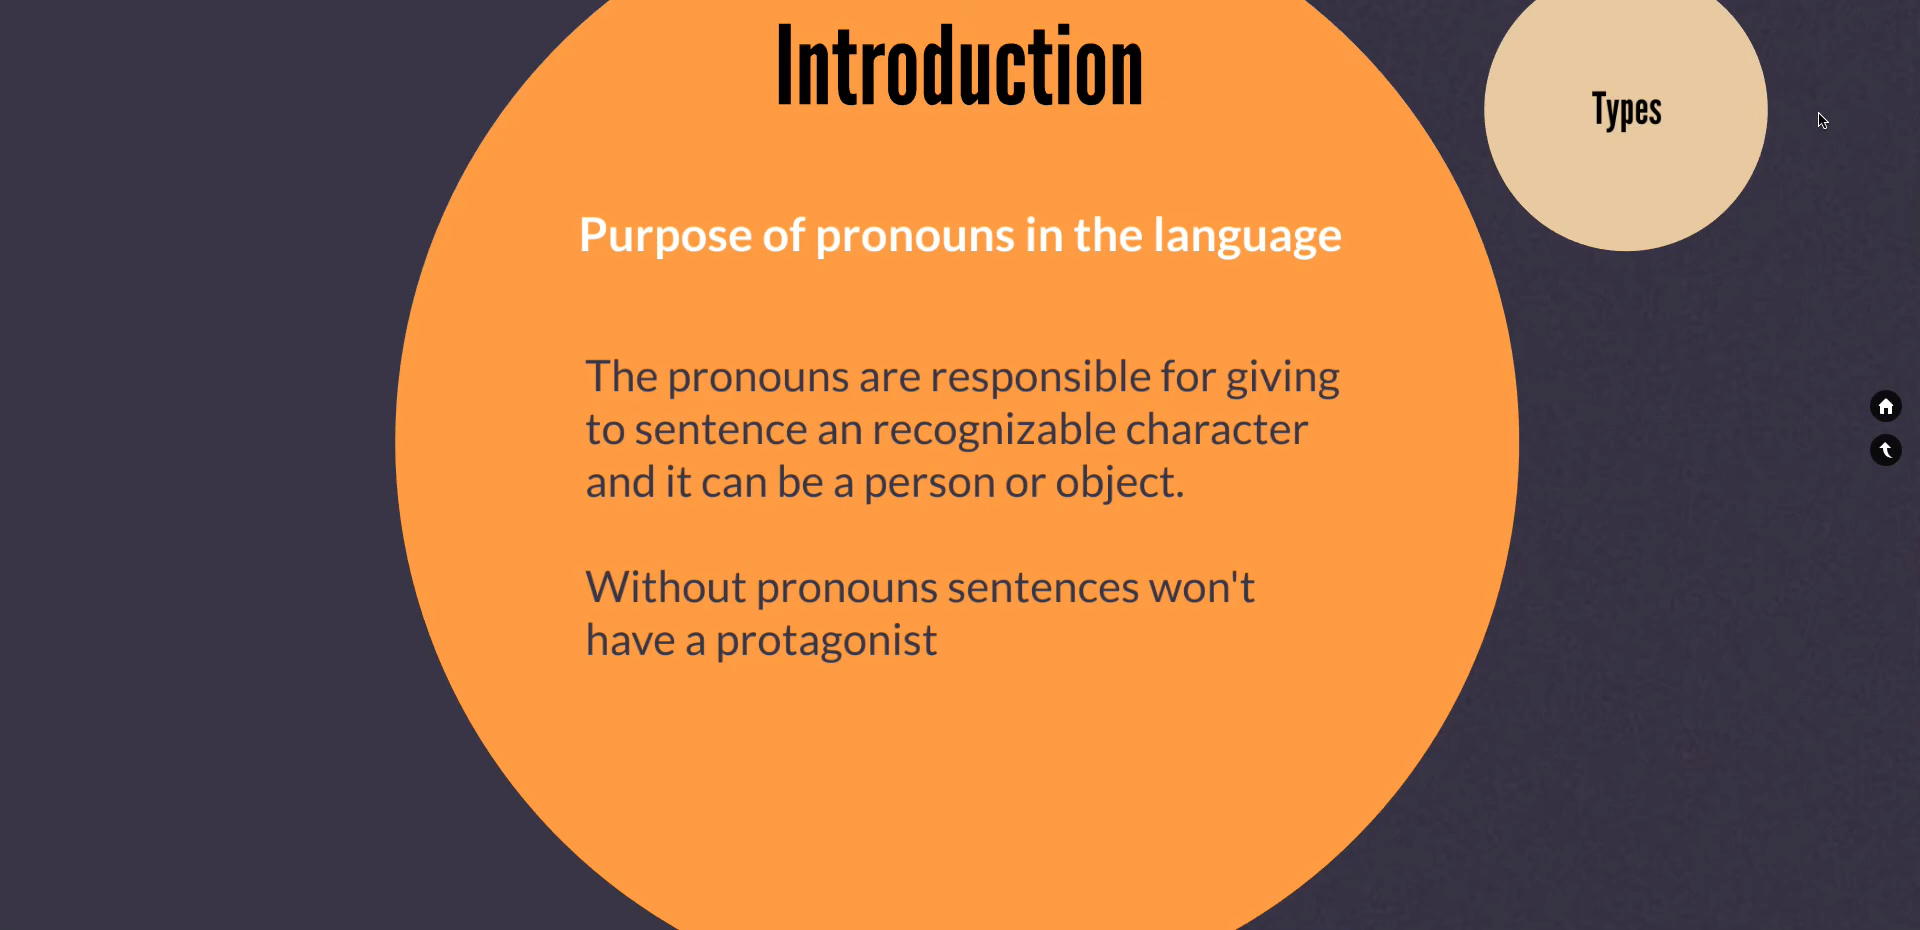 Introduction
Types
Purpose of pronouns in the language
The pronouns are responsible for giving
to sentence an recognizable character
and it can be a person or object.
Without pronouns sentences won't
have a protagonist